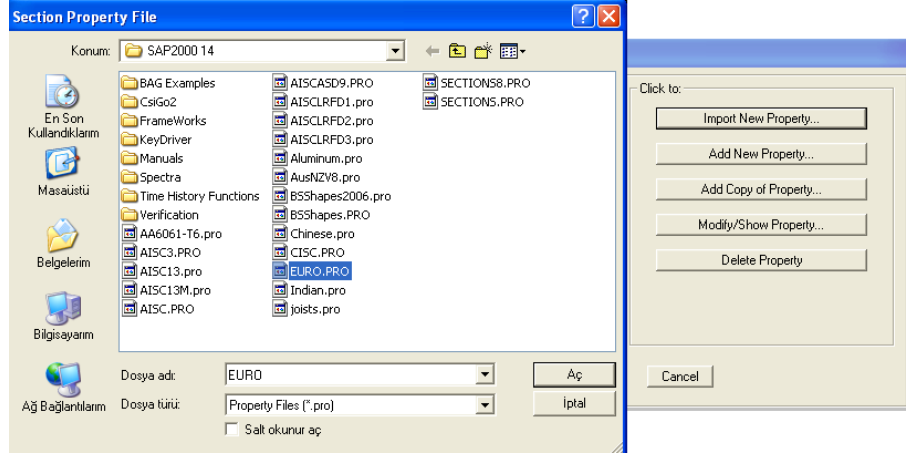 Section Property File
Konum:
SAP2000 14
En Son
Kullandıklarım
Masaüstü
Belgelerim
Bilgisayarım
Ağ Bağlantılarım
BAG Examples
CsiGo2
FrameWorks
KeyDriver
Manuals
Spectra
Time History Functions
Verification
AA6061-T6.pro
AISC3.PRO
AISC13.pro
AISC13M.pro
AISC.PRO
AISCASD9.PRO
AISCLRFD1.pro
AISCLRFD2.pro
AISCLRFD3.pro
Aluminum.pro
AusNZV8.pro
BSShapes2006.pro
BSShapes.PRO
Chinese.pro
CISC.PRO
EURO.PRO
Indian.pro
joists.pro
SECTIONS8.PRO
SECTIONS.PRO
Dosya adı:
EURO
Aç
Dosya türü:
Property Files (*.pro)
İptal
Salt okunur aç
Click to:
Import New Property...
Add New Property...
Add Copy of Property...
Modify/Show Property...
Delete Property
Cancel